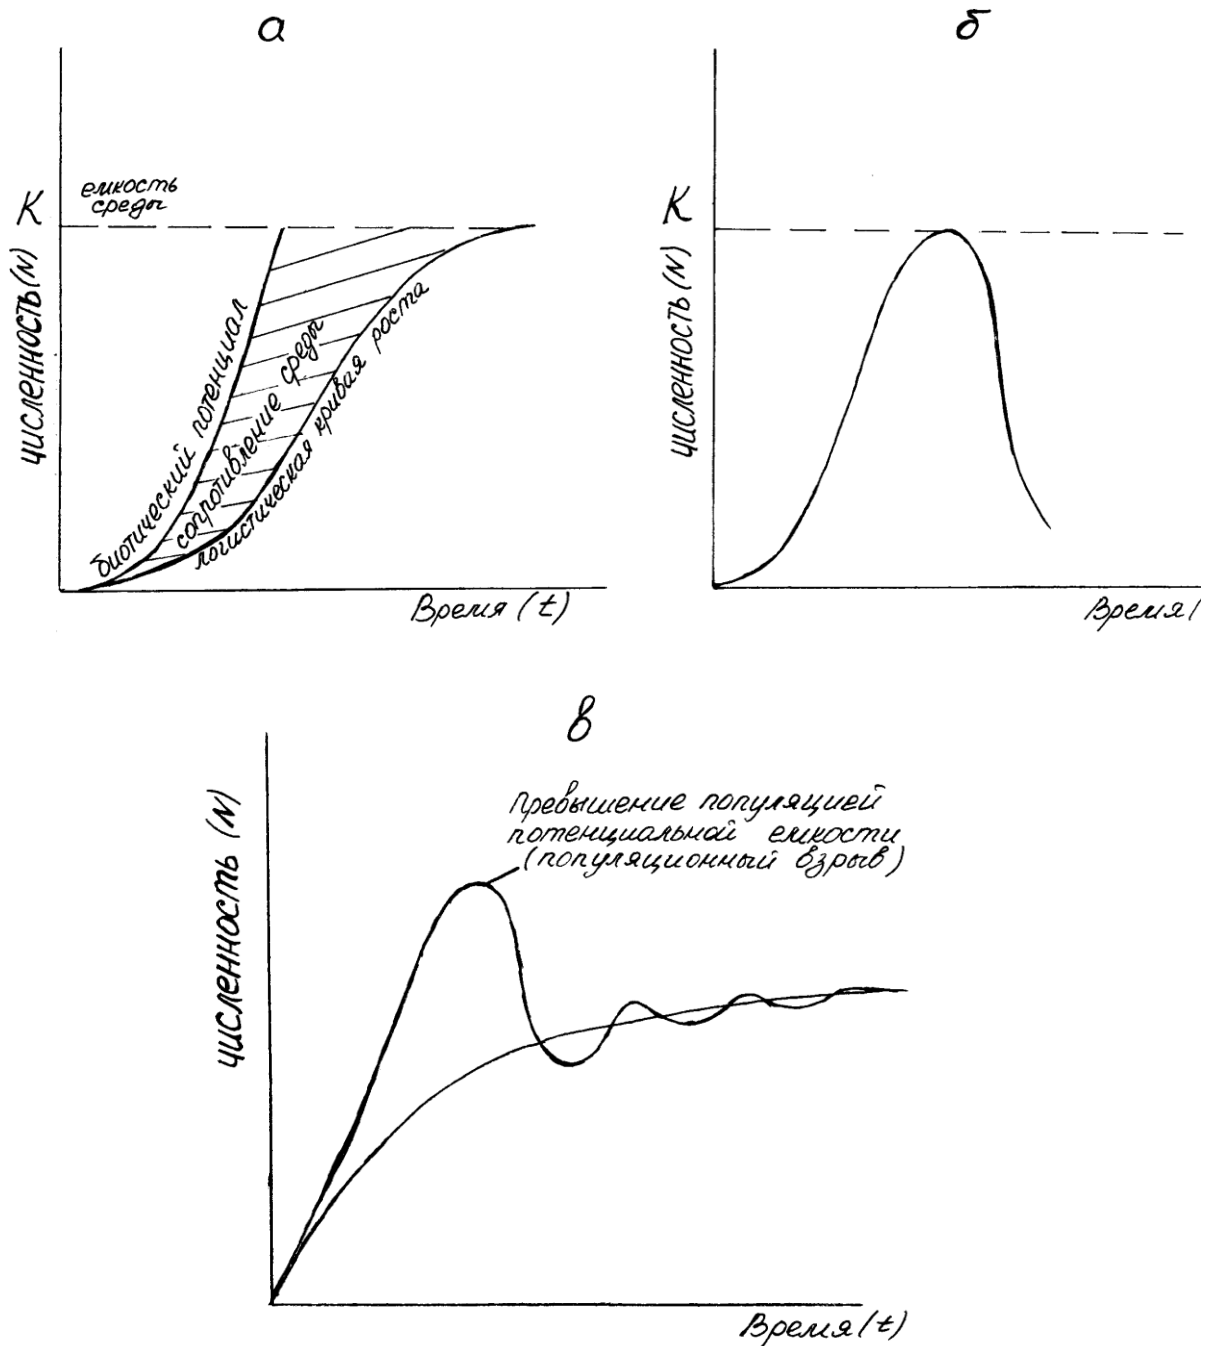 а
емкость
среды
K
численность (N)
биотический потенциал
сопротивление среды
логистическая кривая роста
Время (t)
б
K
численность (N)
Время (
в
превышение популяцией
потенциальной емкости
(популяционный взрыв)
численность (N)
Время (t)